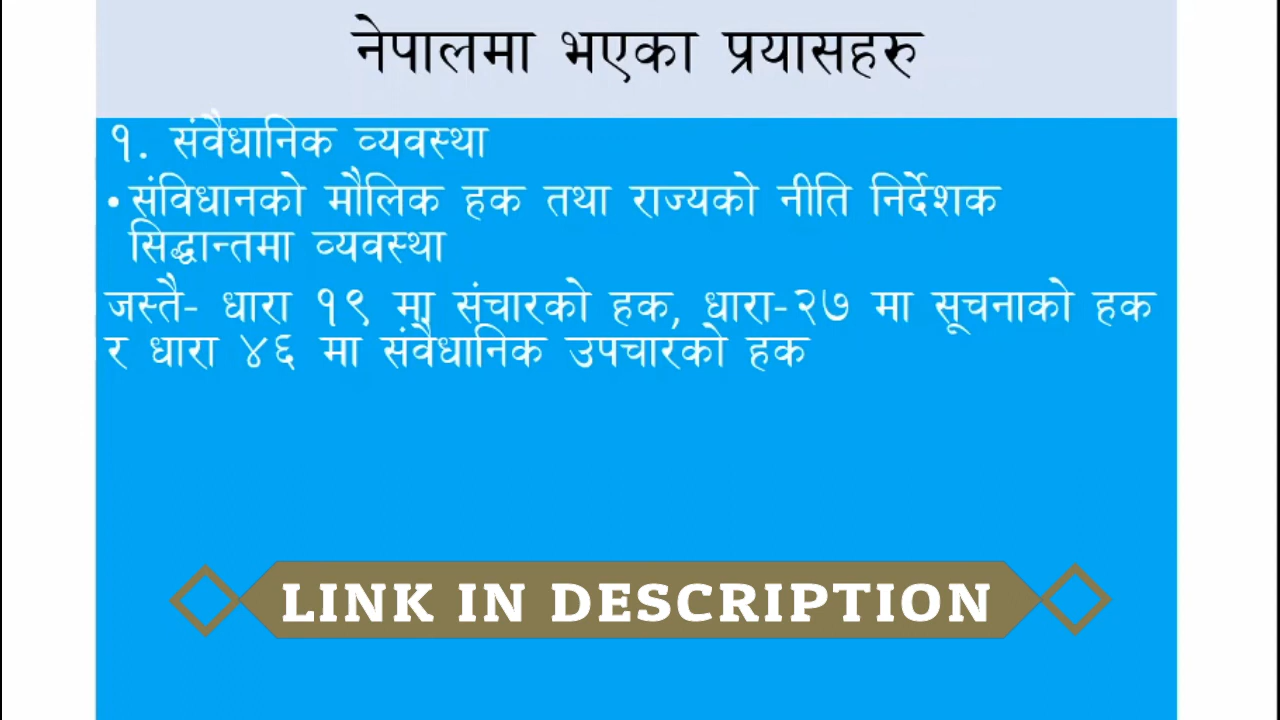 नेपालमा भएका प्रयासहरु
१. संवैधानिक व्यवस्था
• संविधानको मौलिक हक तथा राज्यको नीति निर्देशक
सिद्धान्तमा व्यवस्था
जस्तै- धारा १९ मा संचारको हक, धारा-२७ मा सूचनाको हक
र धारा ४६ मा संवैधानिक उपचारको हक
LINK IN DESCRIPTION